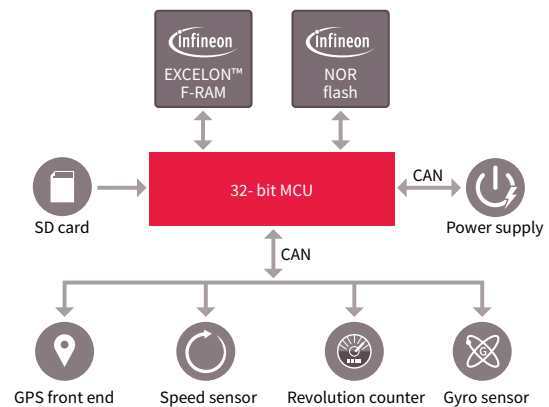 infineon
EXCELON™
F-RAM
infineon
NOR
flash
32- bit MCU
CAN
SD card
Power supply
CAN
G
GPS front end
Speed sensor
Revolution counter
Gyro sensor